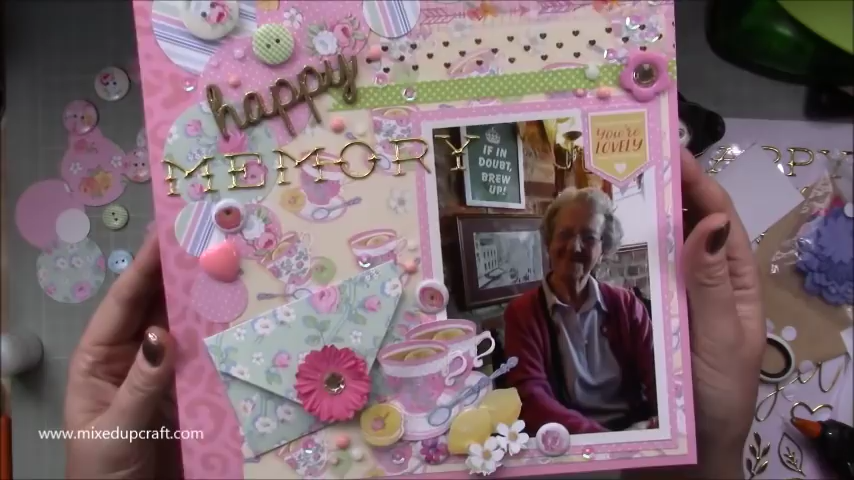 happy
MEMORY
IF IN
DOUBT,
BREW
UP!
YOU'RE
LOVELY
www.mixedupcraft.com